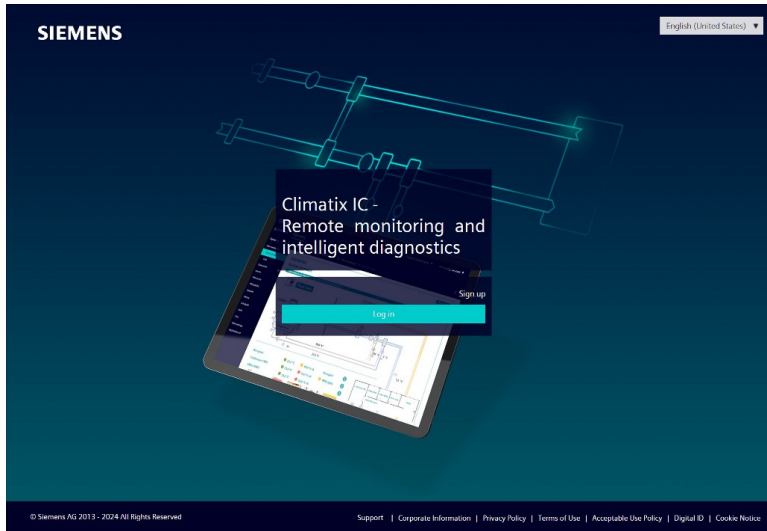 SIEMENS
English (United States)
Climatix IC -
Remote monitoring and
intelligent diagnostics
Sign up
Log in
© Siemens AG 2013 - 2024 All Rights Reserved
Support | Corporate Information | Privacy Policy | Terms of Use | Acceptable Use Policy | Digital ID | Cookie Notice